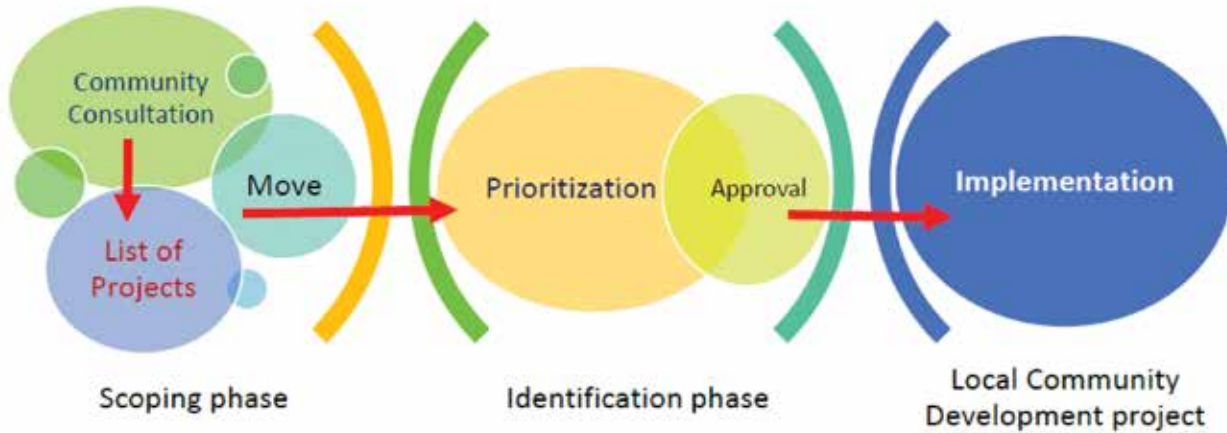 Community
Consultation
Move
List of
Projects
Prioritization
Approval
Implementation
Scoping phase
Identification phase
Local Community
Development project